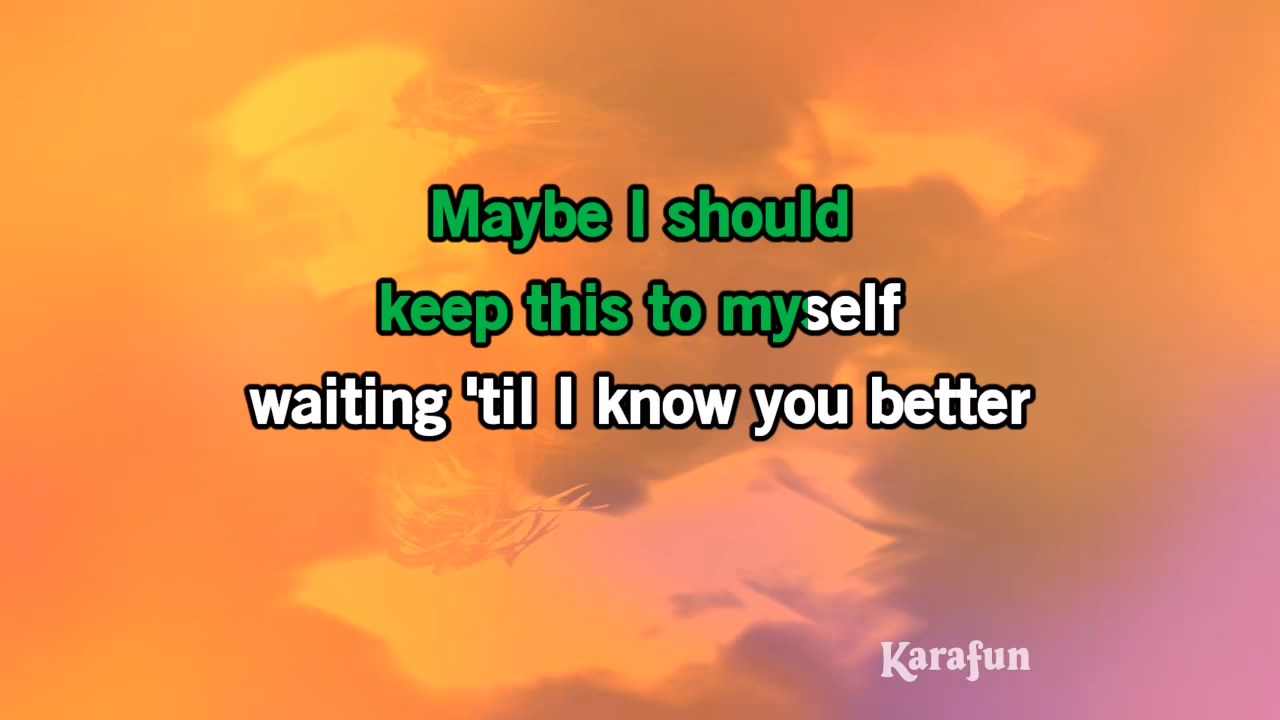 Maybe I should
keep this to myself
waiting 'til I know you better
Karafun